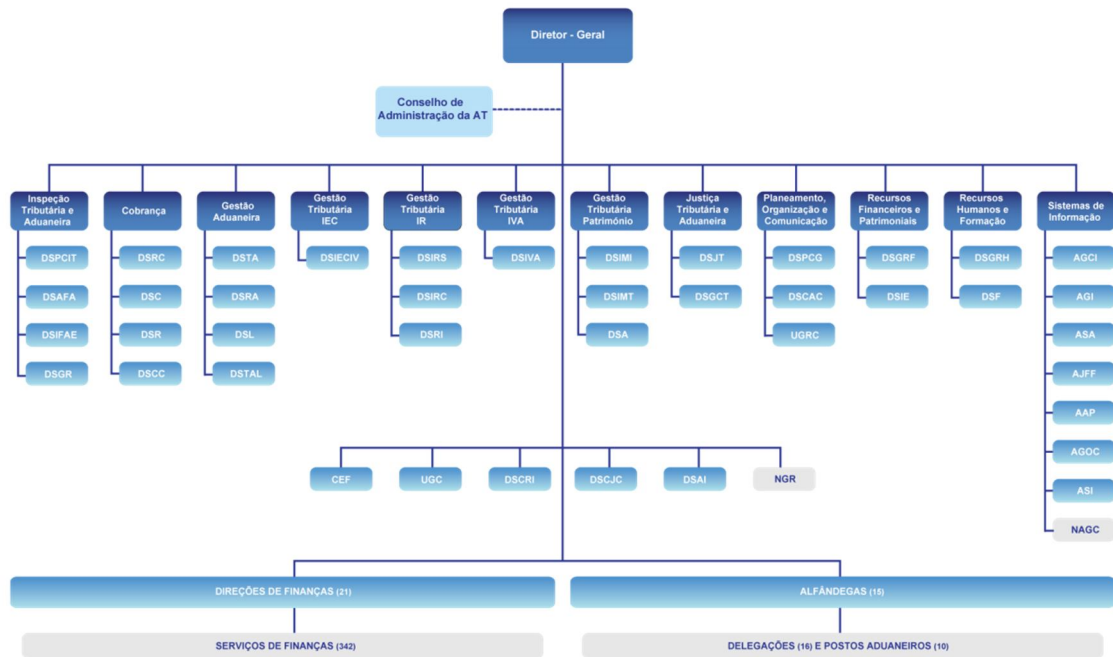 Diretor - Geral
Conselho de
Administração da AT
Inspeção
Tributária e
Aduaneira
DSPCIT
DSAFA
DSIFAE
DSGR
Cobrança
DSRC
DSC
DSR
DSCC
Gestão
Aduaneira
DSTA
DSRA
DSL
DSTAL
Gestão
Tributária
IEC
DSIECIV
Gestão
Tributária
IR
DSIRS
DSIRC
DSRI
Gestão
Tributária
IVA
DSIVA
Gestão
Tributária
Património
DSIMI
DSIMT
DSA
Justiça
Tributária e
Aduaneira
DSJT
DSGCT
Planeamento,
Organização e
Comunicação
DSPCG
DSCAC
UGRC
Recursos
Financeiros e
Patrimoniais
DSGRF
DSIE
Recursos
Humanos e
Formação
DSGRH
DSF
Sistemas de
Informação
AGCI
AGI
ASA
AJFF
AAP
AGOC
ASI
NAGC
CEF
UGC
DSCRI
DSCJC
DSAI
NGR
DIREÇÕES DE FINANÇAS (21)
ALFÂNDEGAS (15)
SERVIÇOS DE FINANÇAS (342)
DELEGAÇÕES (16) E POSTOS ADUANEIROS (10)